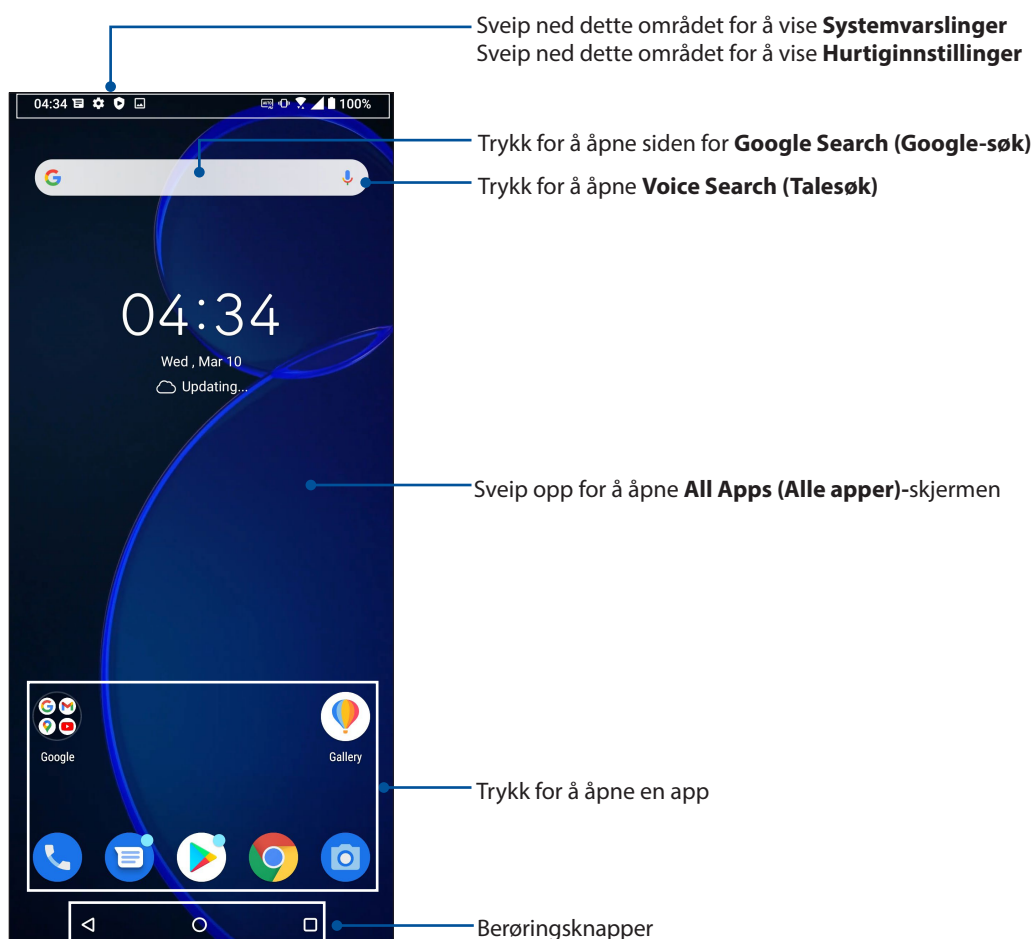 Sveip ned dette området for å vise Systemvarslinger
Sveip ned dette området for å vise Hurtiginnstillinger
04:34
100%
Trykk for å åpne siden for Google Search (Google-søk)
Trykk for å åpne Voice Search (Talesøk)
04:34
Wed , Mar 10
Updating...
Sveip opp for å åpne All Apps (Alle apper)-skjermen
Google
Gallery
Trykk for å åpne en app
Berøringsknapper